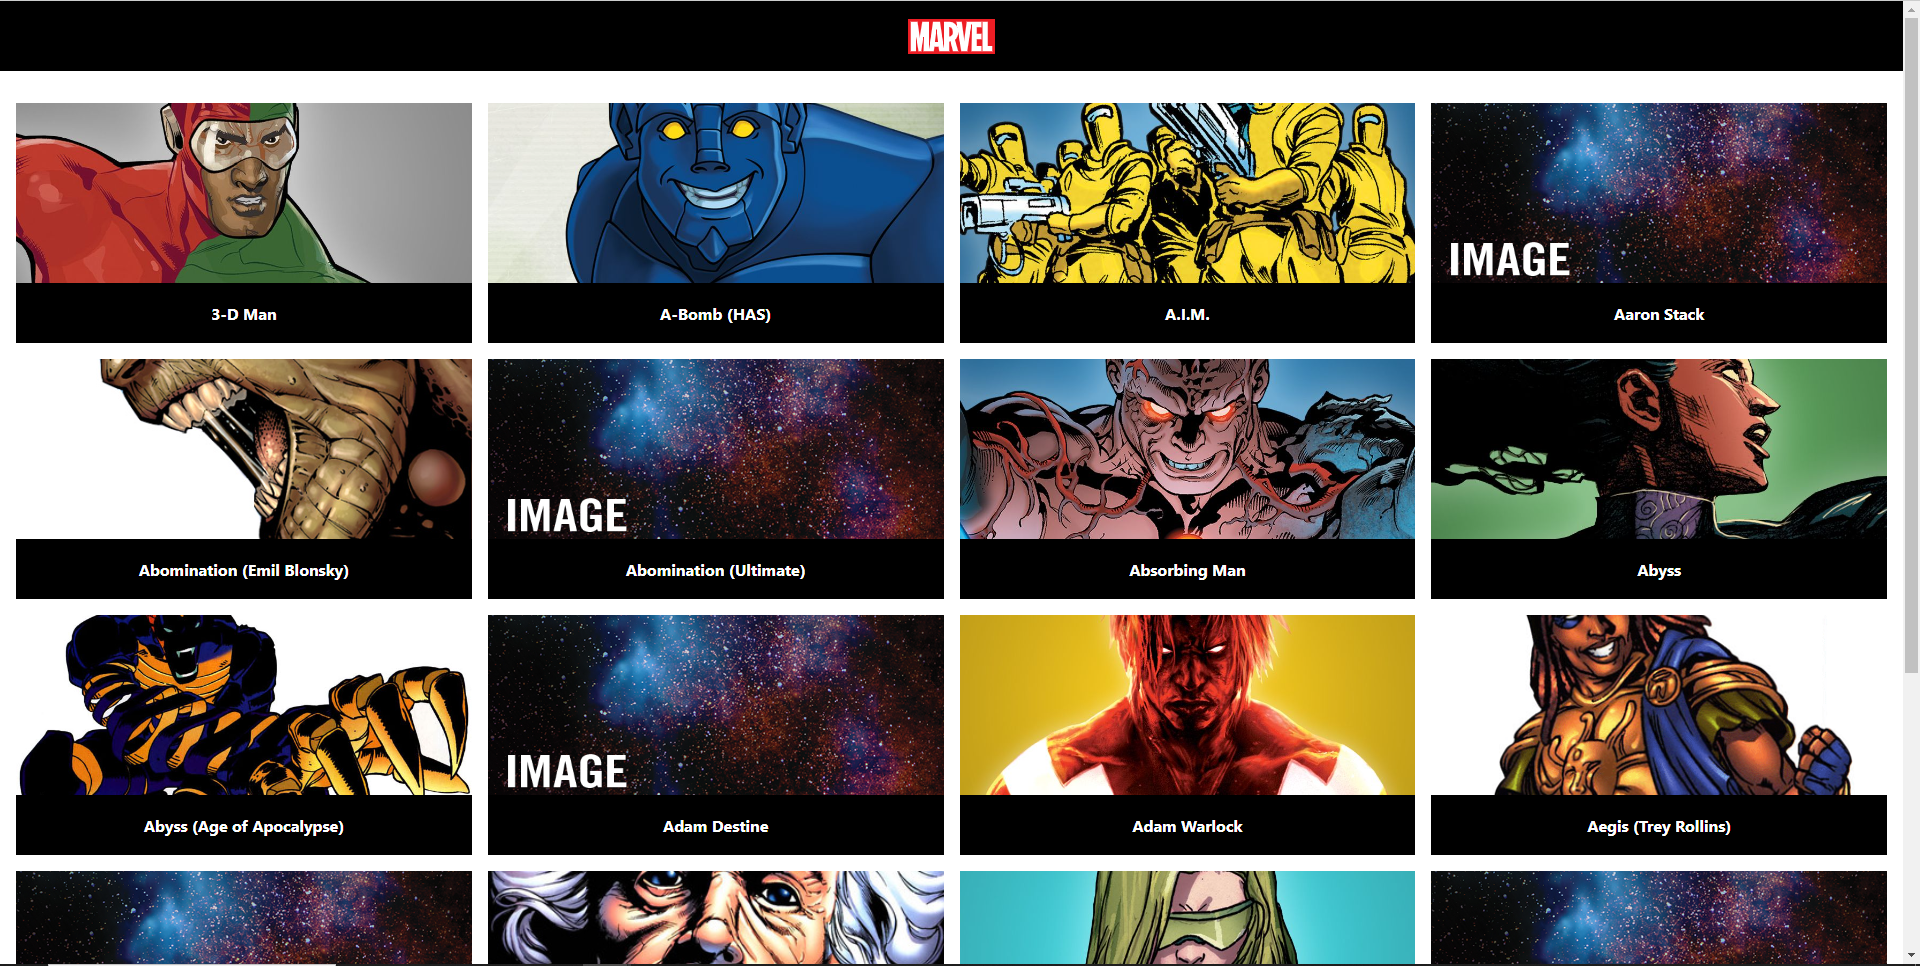 MARVEL
IMAGE
3-D Man
A-Bomb (HAS)
A.I.M.
Aaron Stack
IMAGE
Abomination (Emil Blonsky)
Abomination (Ultimate)
Absorbing Man
Abyss
IMAGE
Abyss (Age of Apocalypse)
Adam Destine
Adam Warlock
Aegis (Trey Rollins)